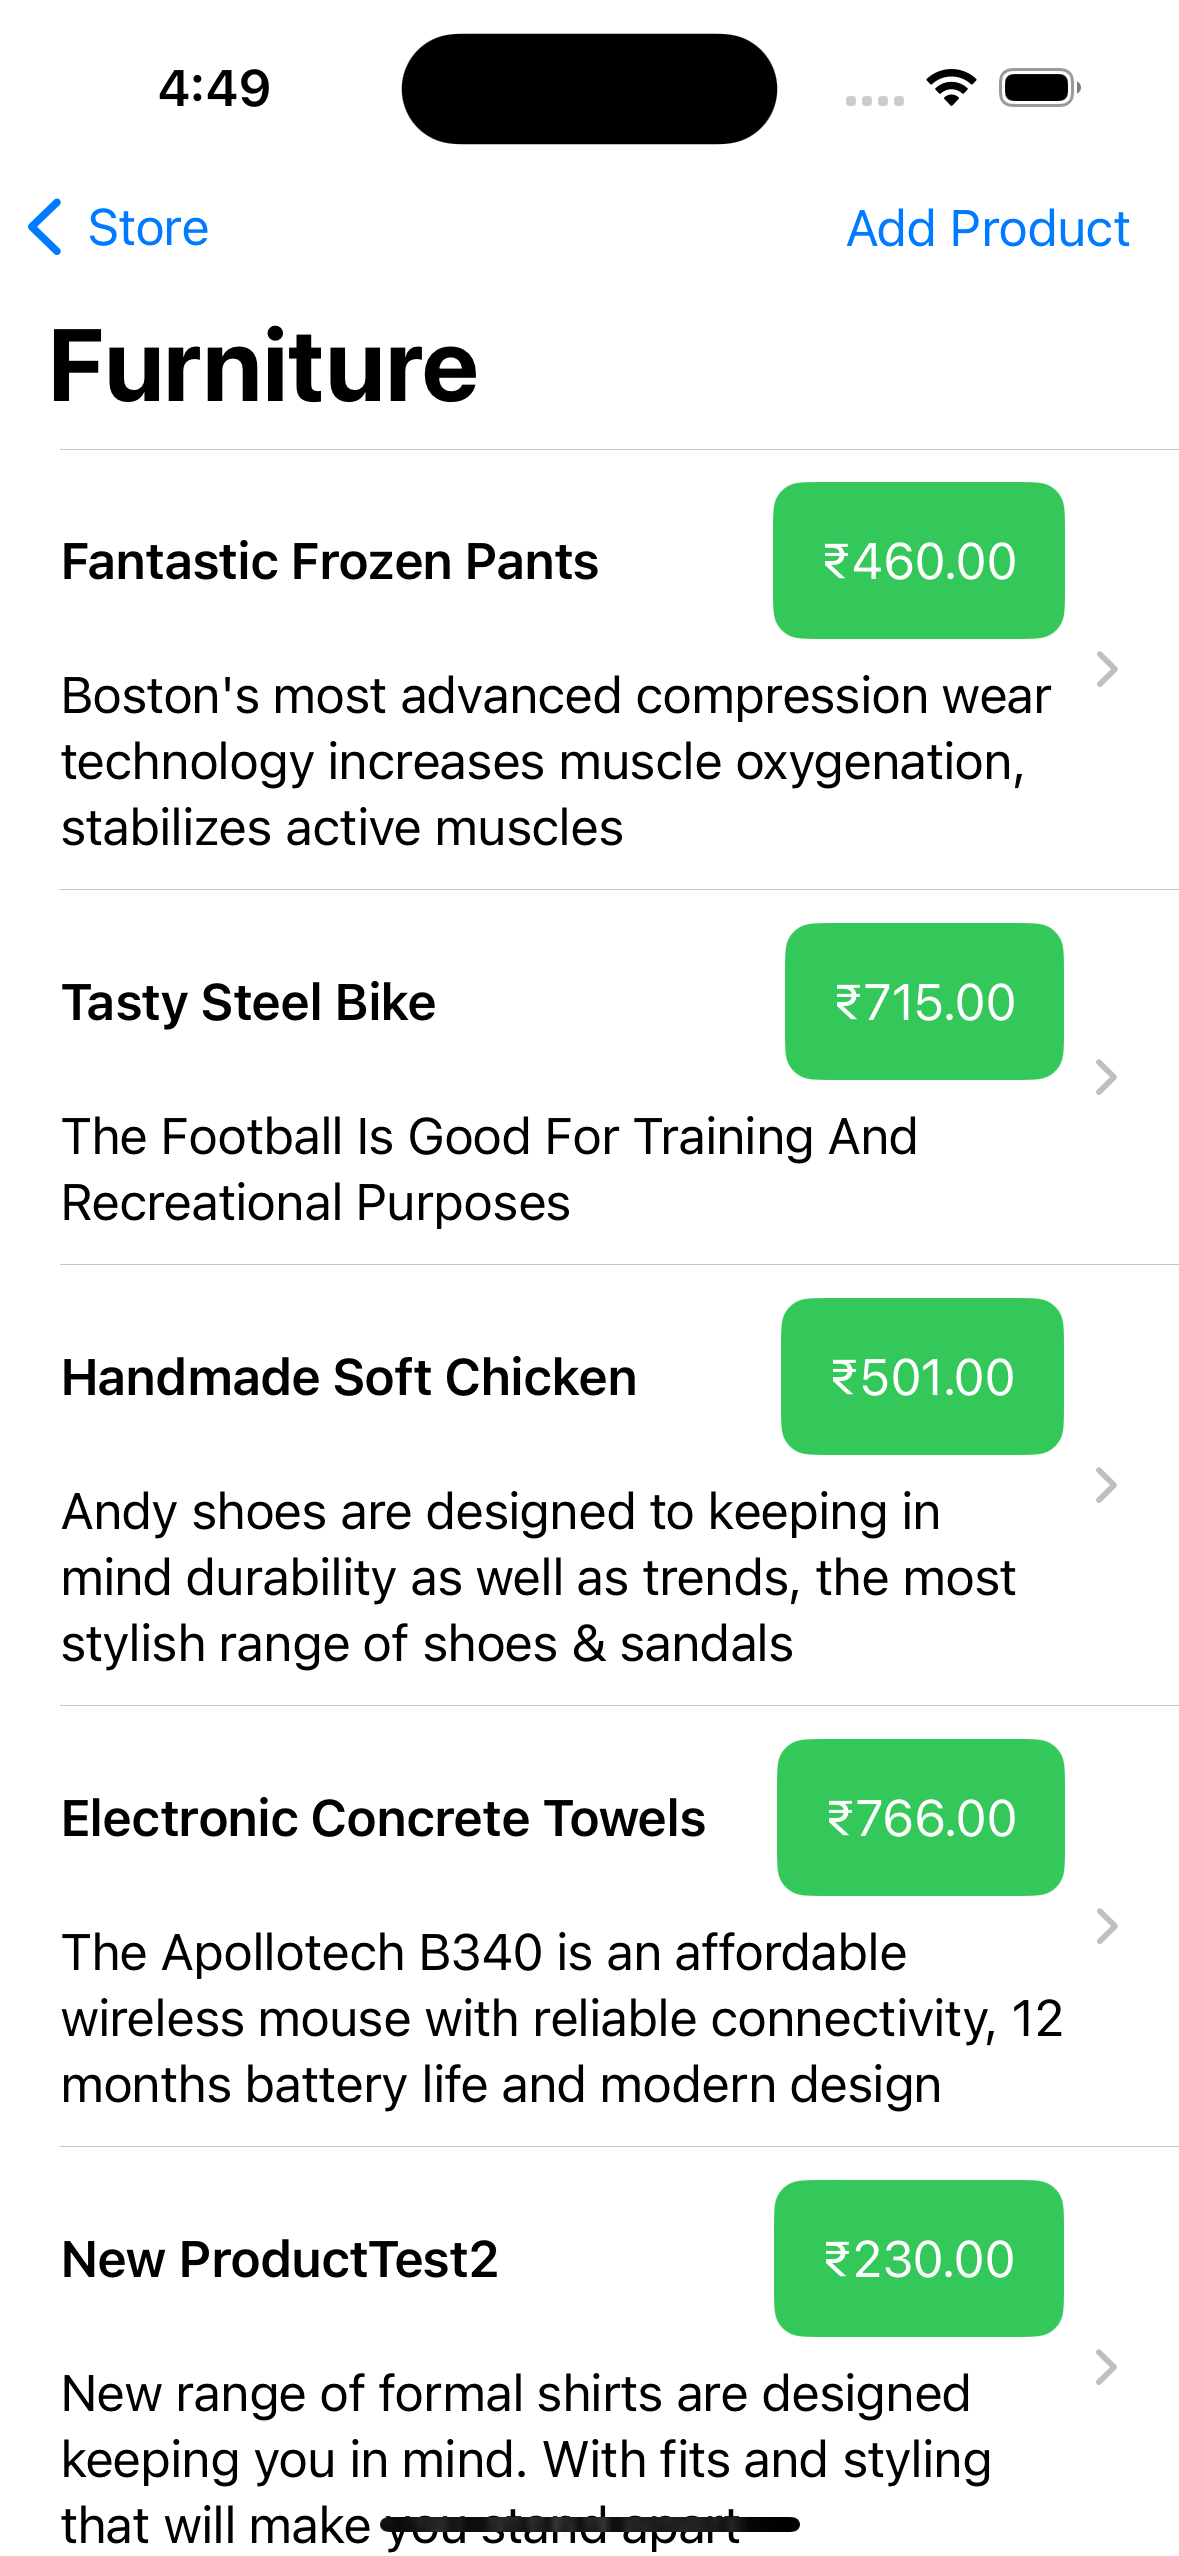 4:49
Store
Add Product
Furniture
Fantastic Frozen Pants
₹460.00
Boston's most advanced compression wear
technology increases muscle oxygenation,
stabilizes active muscles
Tasty Steel Bike
₹715.00
The Football Is Good For Training And
Recreational Purposes
Handmade Soft Chicken
₹501.00
Andy shoes are designed to keeping in
mind durability as well as trends, the most
stylish range of shoes & sandals
Electronic Concrete Towels
₹766.00
The Apollotech B340 is an affordable
wireless mouse with reliable connectivity, 12
months battery life and modern design
New ProductTest2
₹230.00
New range of formal shirts are designed
keeping you in mind. With fits and styling
that will make you stand apart